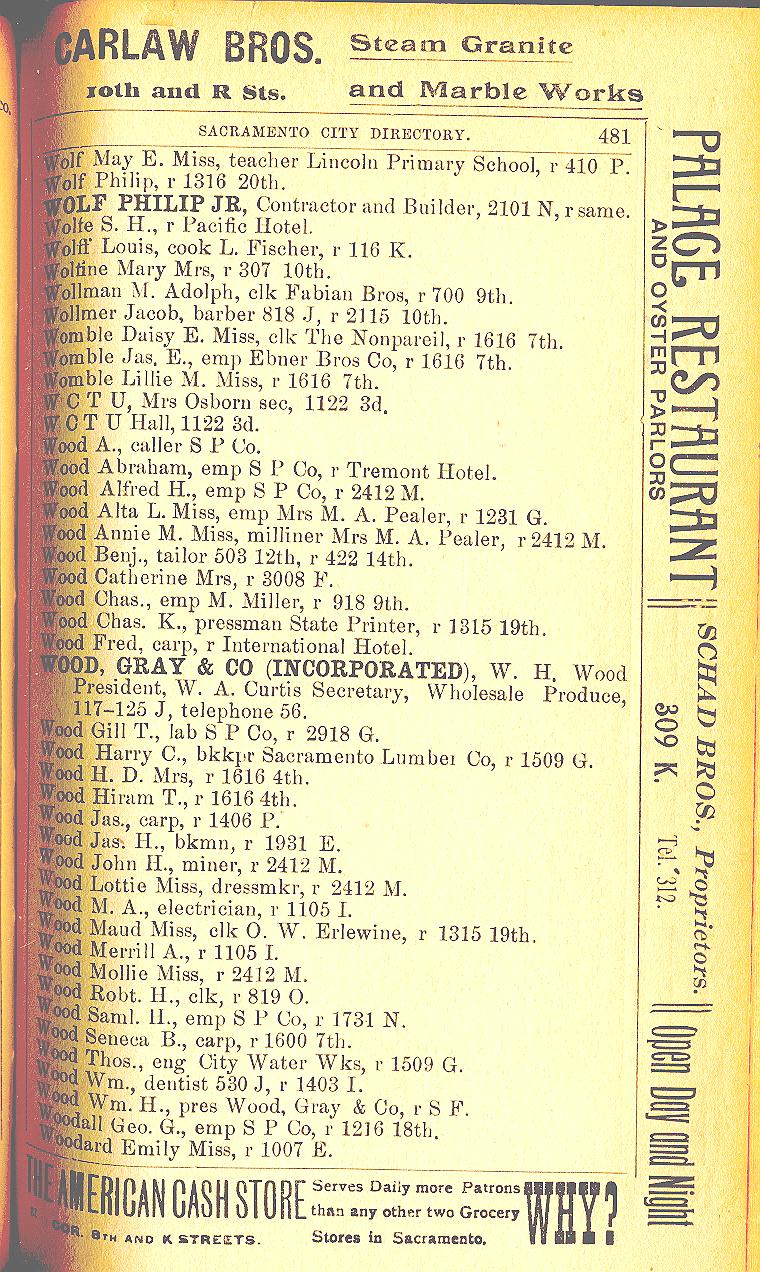 CARLAW BROS. Steam Granite
10th and R Sts. and Marble Works
SACRAMENTO CITY DIRECTORY. 481
Wolf May E. Miss, teacher Lincoln Primary School, r 410 P.
Wolf Philip, r 1316 20th.
WOLF PHILIP JR, Contractor and Builder, 2101 N, r same.
Wolfe S. H., r Pacific Hotel.
Wolff Louis, cook L. Fischer, r 116 K.
Woltine Mary Mrs, r 307 10th.
Wollman M. Adolph, clk Fabian Bros, r 700 9th.
Wollmer Jacob, barber 818 J, r 2115 10th.
Womble Daisy E. Miss, clk The Nonpareil, r 1616 7th.
Womble Jas. E., emp Ebner Bros Co, r 1616 7th.
Womble Lillie M. Miss, r 1616 7th.
W C T U, Mrs Osborn sec, 1122 3d.
W C T U Hall, 1122 3d.
Wood A., caller S P Co.
Wood Abraham, emp S P Co, r Tremont Hotel.
Wood Alfred H., emp S P Co, r 2412 M.
Wood Alta L. Miss, emp Mrs M. A. Pealer, r 1231 G.
Wood Annie M. Miss, milliner Mrs M. A. Pealer, r 2412 M.
Wood Benj., tailor 503 12th, r 422 14th.
Wood Catherine Mrs, r 3008 F.
Wood Chas., emp M. Miller, r 918 9th.
Wood Chas. K., pressman State Printer, r 1315 19th.
Wood Fred, carp, r International Hotel.
WOOD, GRAY & CO (INCORPORATED), W. H. Wood
President, W. A. Curtis Secretary, Wholesale Produce,
117-125 J, telephone 56.
Wood Gill T., lab S P Co, r 2918 G.
Wood Harry C., bkkpr Sacramento Lumber Co, r 1509 G.
Wood H. D. Mrs, r 1616 4th.
Wood Hiram T., r 1616 4th.
Wood Jas., carp, r 1406 P.
Wood Jas. H., bkmn, r 1931 E.
Wood John H., miner, r 2412 M.
Wood Lottie Miss, dressmkr, r 2412 M.
Wood M. A., electrician, r 1105 I.
Wood Maud Miss, clk O. W. Erlewine, r 1315 19th.
Wood Merrill A., r 1105 I.
Wood Mollie Miss, r 2412 M.
Wood Robt. H., clk, r 819 O.
Wood Saml. H., emp S P Co, r 1731 N.
Wood Seneca B., carp, r 1600 7th.
Wood Thos., eng City Water Wks, r 1509 G.
Wood Wm., dentist 530 J, r 1403 I.
Wood Wm. H., pres Wood, Gray & Co, r S F.
Woodall Geo. G., emp S P Co, r 1216 18th.
Woodard Emily Miss, r 1007 E.
THE AMERICAN CASH STORE
COR. 8TH AND K STREETS.
Serves Daily more Patrons
than any other two Grocery
Stores in Sacramento.
WHY?
PALACE RESTAURANT
AND OYSTER PARLORS
SCHAD BROS., Proprietors.
309 K. Tel. 312.
Open Day and Night